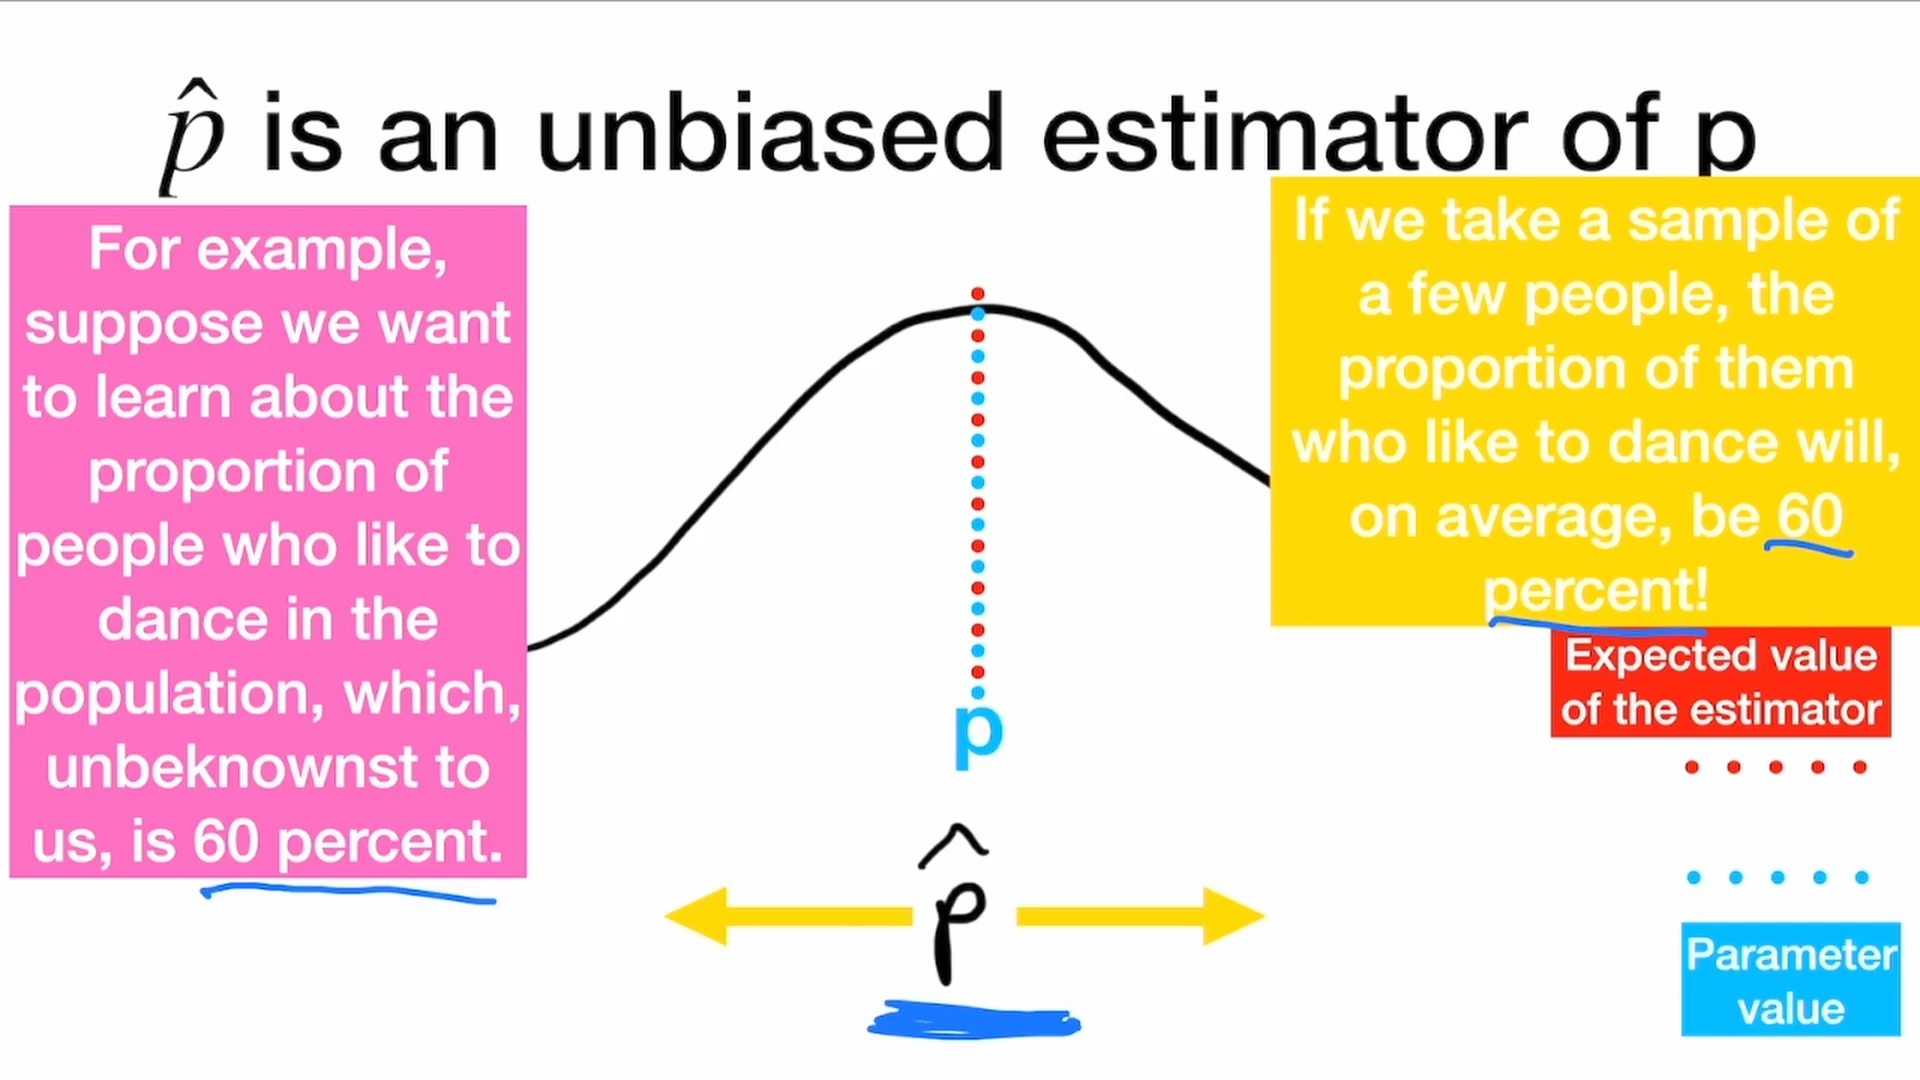 p̂ is an unbiased estimator of p
For example,
suppose we want
to learn about the
proportion of
people who like to
dance in the
population, which,
unbeknownst to
us, is 60 percent.
If we take a sample of
a few people, the
proportion of them
who like to dance will,
on average, be 60
percent!
Expected value
of the estimator
p
p̂
Parameter
value